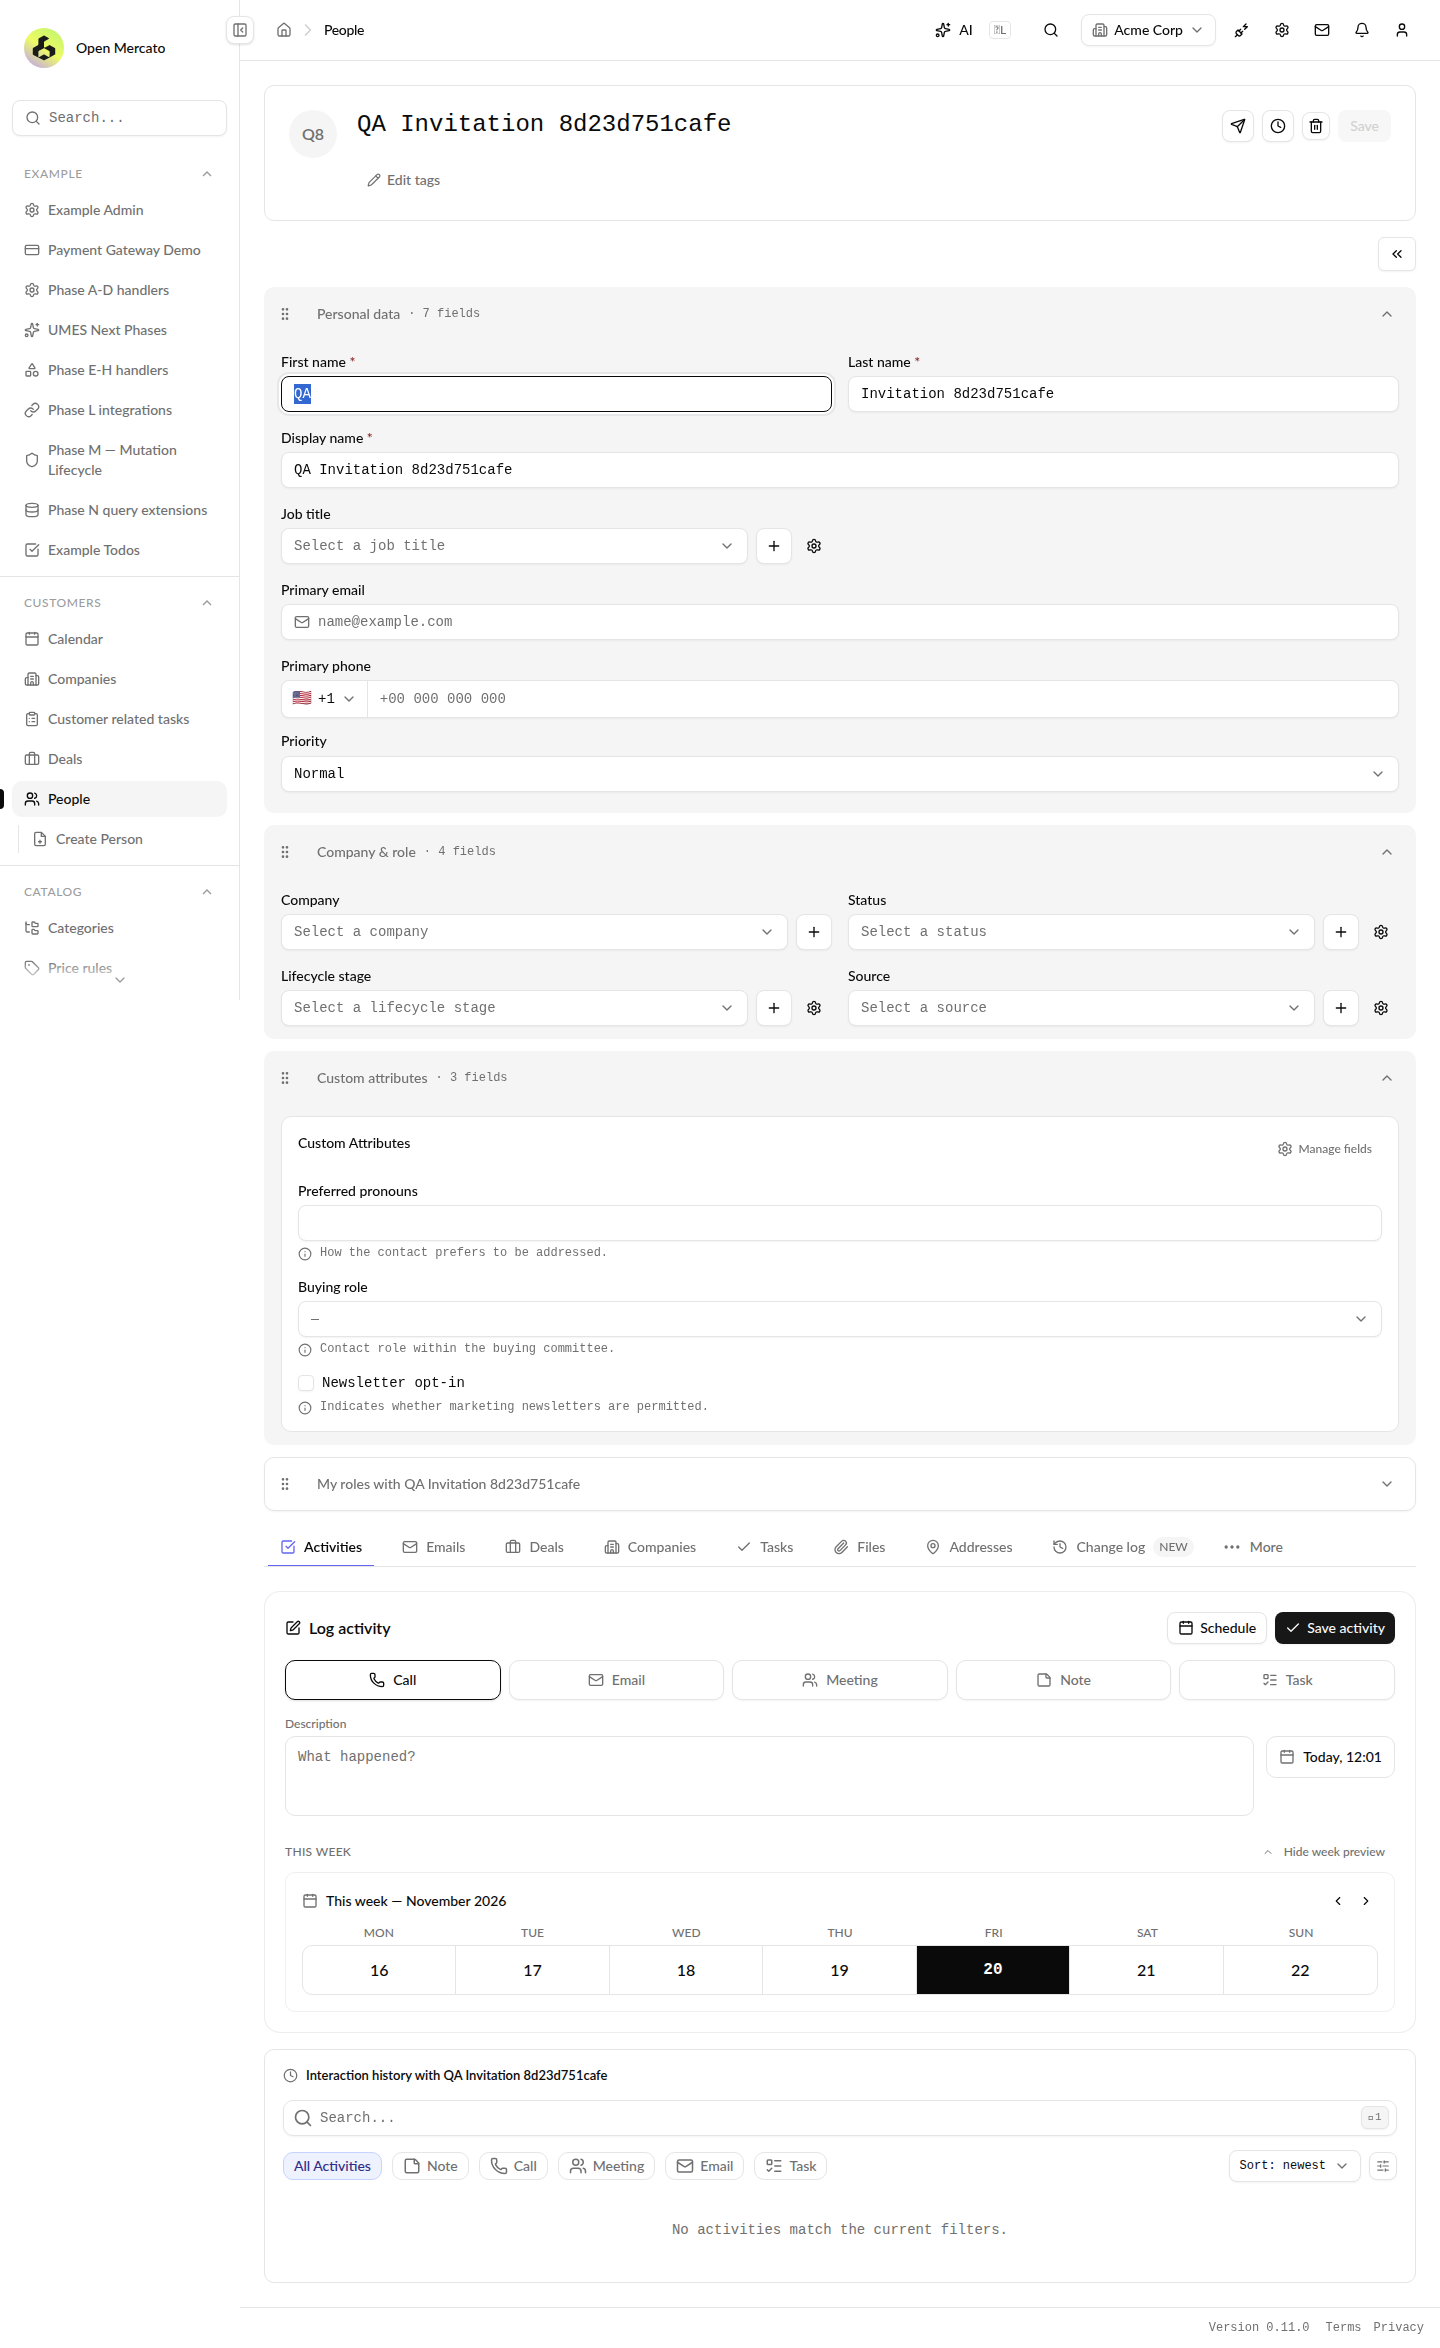 Open Mercato
People
AI
L
Acme Corp
Search...
EXAMPLE
Example Admin
Payment Gateway Demo
Phase A-D handlers
UMES Next Phases
Phase E-H handlers
Phase L integrations
Phase M — Mutation
Lifecycle
Phase N query extensions
Example Todos
CUSTOMERS
Calendar
Companies
Customer related tasks
Deals
People
Create Person
CATALOG
Categories
Price rules
Q8
QA Invitation 8d23d751cafe
Save
Edit tags
Personal data · 7 fields
First name *
Last name *
QA
Invitation 8d23d751cafe
Display name *
QA Invitation 8d23d751cafe
Job title
Select a job title
Primary email
name@example.com
Primary phone
+1
+00 000 000 000
Priority
Normal
Company & role · 4 fields
Company
Status
Select a company
Select a status
Lifecycle stage
Source
Select a lifecycle stage
Select a source
Custom attributes · 3 fields
Custom Attributes
Manage fields
Preferred pronouns
How the contact prefers to be addressed.
Buying role
—
Contact role within the buying committee.
Newsletter opt-in
Indicates whether marketing newsletters are permitted.
My roles with QA Invitation 8d23d751cafe
Activities
Emails
Deals
Companies
Tasks
Files
Addresses
Change log NEW
More
Log activity
Schedule
Save activity
Call
Email
Meeting
Note
Task
Description
What happened?
Today, 12:01
THIS WEEK
Hide week preview
This week — November 2026
MON TUE WED THU FRI SAT SUN
16 17 18 19 20 21 22
Interaction history with QA Invitation 8d23d751cafe
Search...
1
All Activities
Note
Call
Meeting
Email
Task
Sort: newest
No activities match the current filters.
Version 0.11.0 Terms Privacy